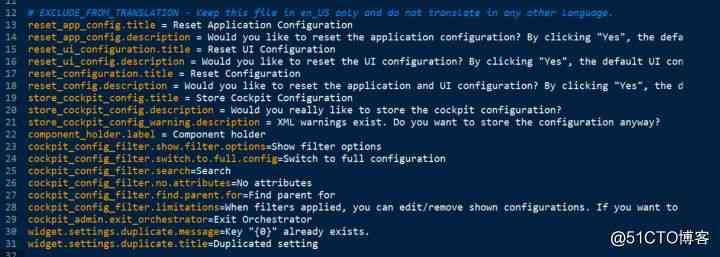 11
12 # EXCLUDE_FROM_TRANSLATION - Keep this file in en_US only and do not translate in any other language.
13 reset_app_config.title = Reset Application Configuration
14 reset_app_config.description = Would you like to reset the application configuration? By clicking "Yes", the defa
15 reset_ui_configuration.title = Reset UI Configuration
16 reset_ui_config.description = Would you like to reset the UI configuration? By clicking "Yes", the default UI con
17 reset_configuration.title = Reset Configuration
18 reset_config.description = Would you like to reset the application and UI configuration? By clicking "Yes", the d
19 store_cockpit_config.title = Store Cockpit Configuration
20 store_cockpit_config.description = Would you really like to store the cockpit configuration?
21 store_cockpit_config_warning.description = XML warnings exist. Do you want to store the configuration anyway?
22 component_holder.label = Component holder
23 cockpit_config_filter.show.filter.options=Show filter options
24 cockpit_config_filter.switch.to.full.config=Switch to full configuration
25 cockpit_config_filter.search=Search
26 cockpit_config_filter.no.attributes=No attributes
27 cockpit_config_filter.find.parent.for=Find parent for
28 cockpit_config_filter.limitations=When filters applied, you can edit/remove shown configurations. If you want to
29 cockpit_admin.exit_orchestrator=Exit Orchestrator
30 widget.settings.duplicate.message=Key "{0}" already exists.
31 widget.settings.duplicate.title=Duplicated setting
32
@51CTO博客